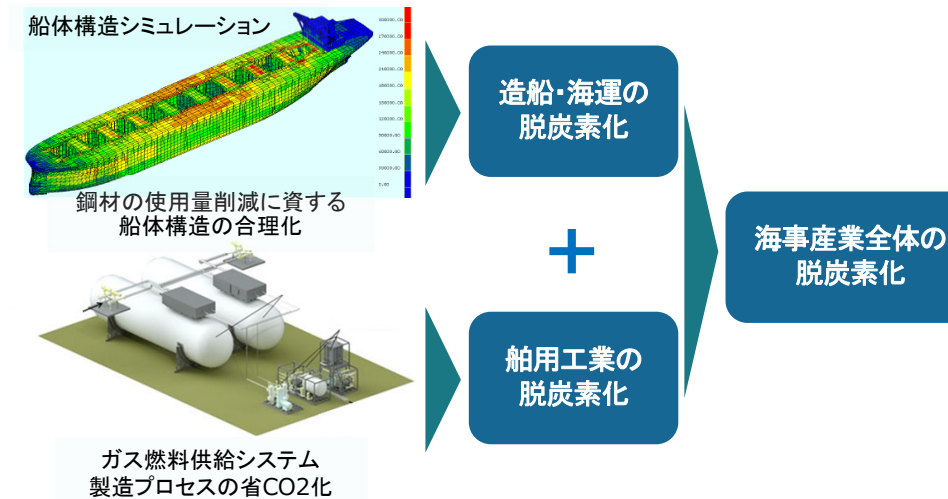 船体構造シミュレーション
鋼材の使用量削減に資する
船体構造の合理化
ガス燃料供給システム
製造プロセスの省CO2化
造船・海運の
脱炭素化
+
舶用工業の
脱炭素化
海事産業全体の
脱炭素化